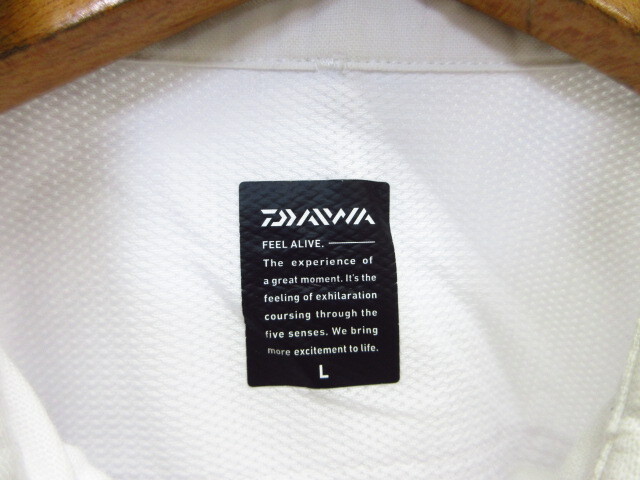 DAIWA
FEEL ALIVE.
The experience of
a great moment. It's the
feeling of exhilaration
coursing through the
five senses. We bring
more excitement to life.
L